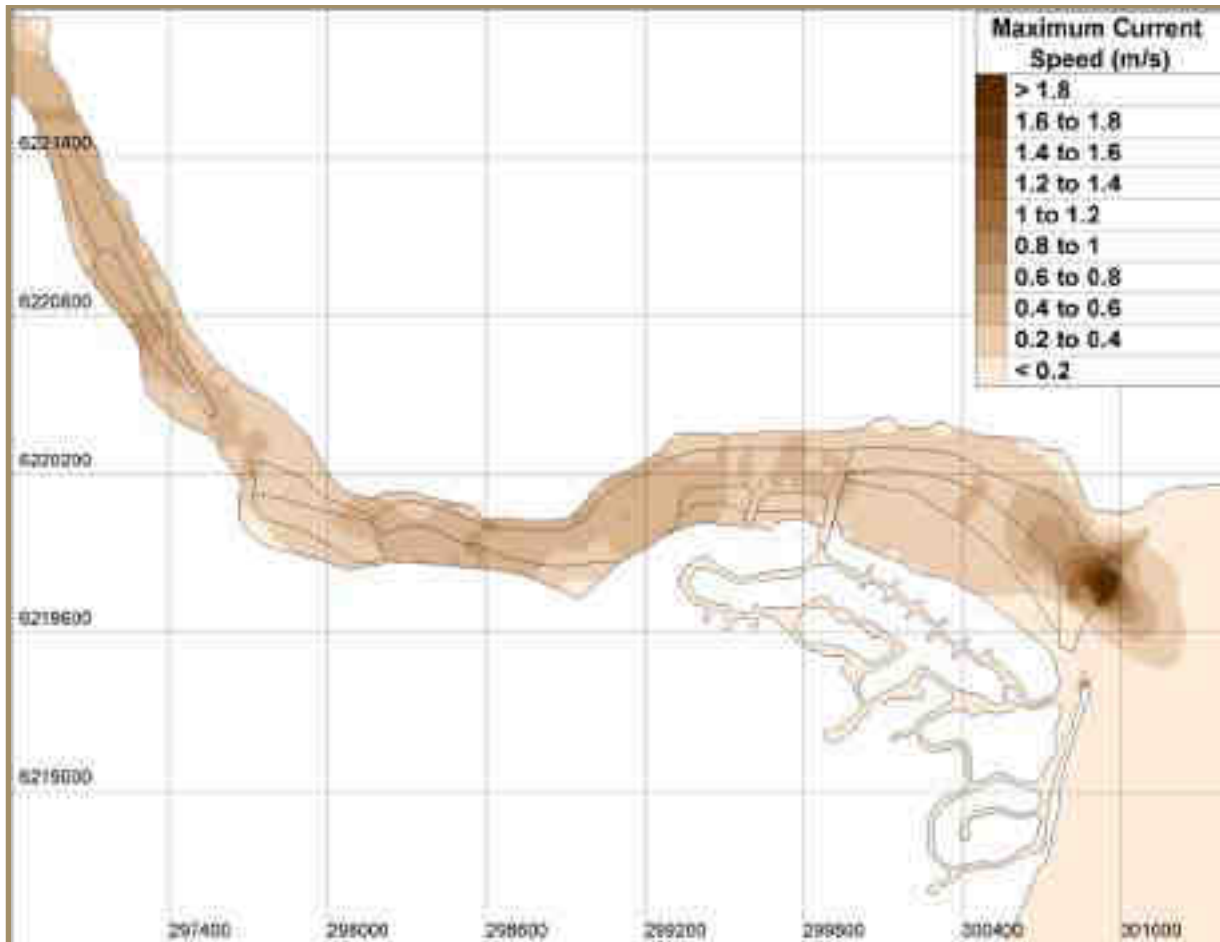 Maximum Current
Speed (m/s)
> 1.8
1.6 to 1.8
1.4 to 1.6
1.2 to 1.4
1 to 1.2
0.8 to 1
0.6 to 0.8
0.4 to 0.6
0.2 to 0.4
< 0.2
6221400
6220800
6220200
6219600
6219000
297400
298000
298600
299200
299800
300400
301000